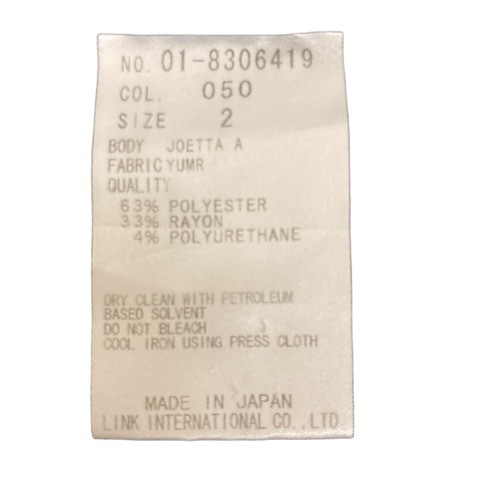 NO. 01-8306419
COL. 050
SIZE 2
BODY JOETTA.A
FABRIC YUMR
QUALITY
63% POLYESTER
33% RAYON
4% POLYURETHANE
DRY CLEAN WITH PETROLEUM
BASED SOLVENT
DO NOT BLEACH
COOL IRON USING PRESS CLOTH
MADE IN JAPAN
LINK INTERNATIONAL CO.,LTD